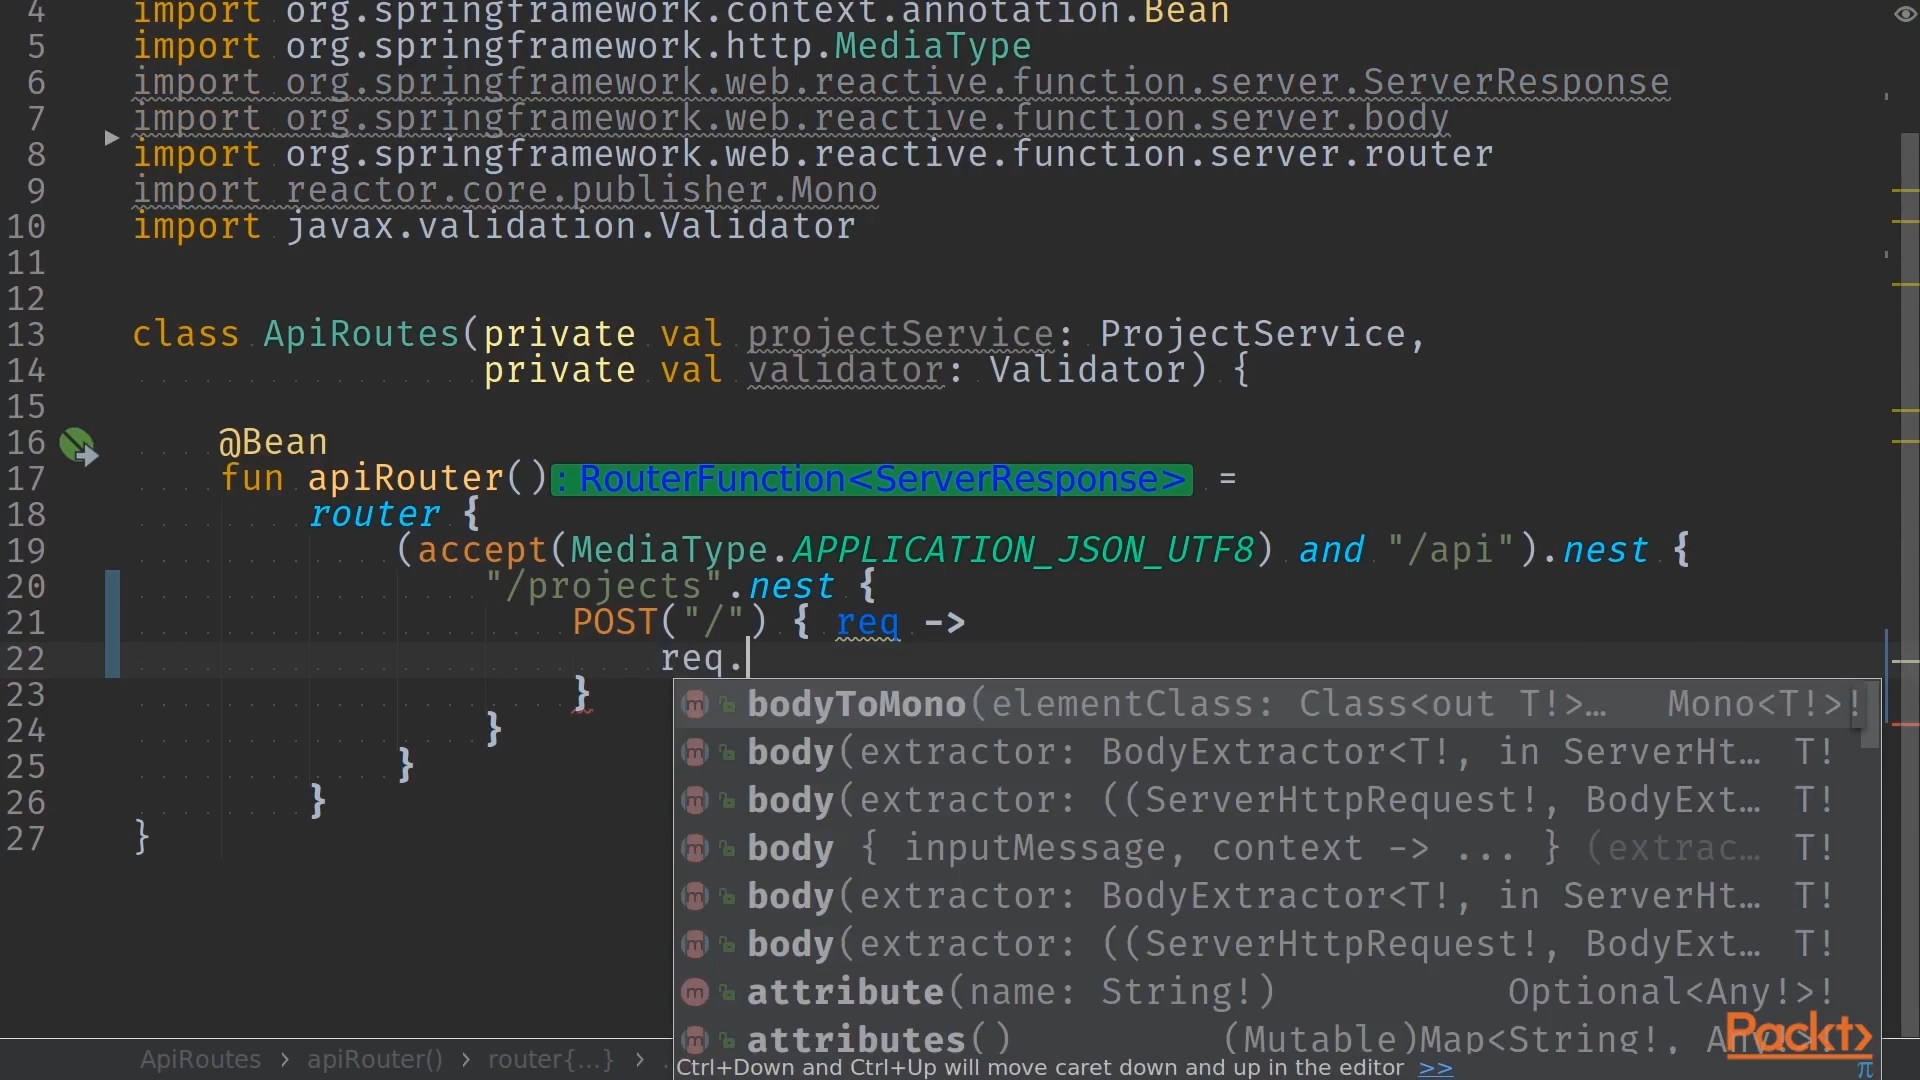 4 import org.springframework.context.annotation.Bean
5 import org.springframework.http.MediaType
6 import org.springframework.web.reactive.function.server.ServerResponse
7 import org.springframework.web.reactive.function.server.body
8 import org.springframework.web.reactive.function.server.router
9 import reactor.core.publisher.Mono
10 import javax.validation.Validator
11
12
13 class ApiRoutes(private val projectService: ProjectService,
14 private val validator: Validator) {
15
16 @Bean
17 fun apiRouter(): RouterFunction<ServerResponse> =
18 router {
19 (accept(MediaType.APPLICATION_JSON_UTF8) and "/api").nest {
20 "/projects".nest {
21 POST("/") { req ->
22 req.
23 }
24 }
25 }
26 }
27 }
bodyToMono(elementClass: Class<out T!>… Mono<T!>!
body(extractor: BodyExtractor<T!, in ServerHt… T!
body(extractor: ((ServerHttpRequest!, BodyExt… T!
body { inputMessage, context -> ... } (extrac… T!
body(extractor: BodyExtractor<T!, in ServerHt… T!
body(extractor: ((ServerHttpRequest!, BodyExt… T!
attribute(name: String!) Optional<Any!>!
attributes() (Mutable)Map<String!, Any!>!
Ctrl+Down and Ctrl+Up will move caret down and up in the editor >> π
ApiRoutes › apiRouter() › router{...} ›
Packt>